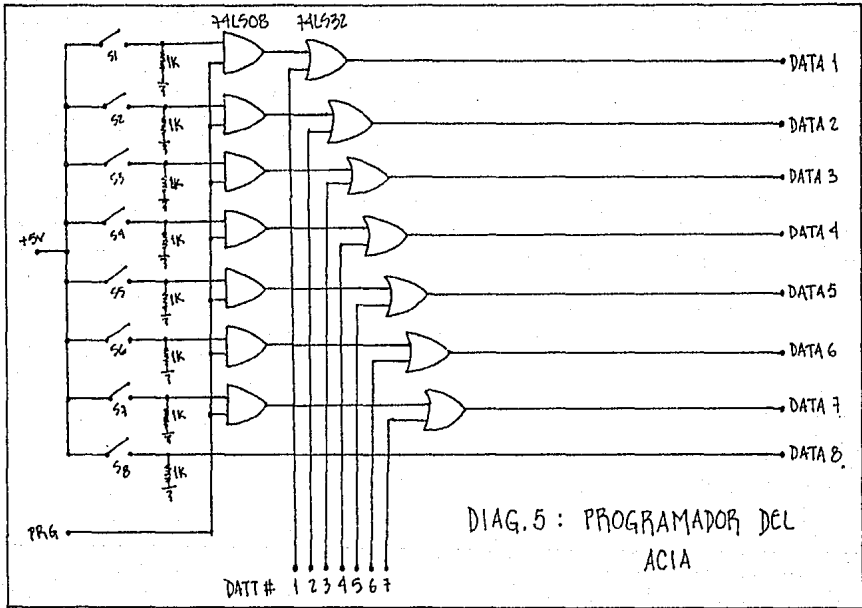 74LS08 74LS32
S1 1K DATA 1
S2 1K DATA 2
S3 1K DATA 3
S4 1K DATA 4
+5V
S5 1K DATA 5
S6 1K DATA 6
S7 1K DATA 7
S8 1K DATA 8
PRG
DATT # 1 2 3 4 5 6 7
DIAG. 5 : PROGRAMADOR DEL
ACIA